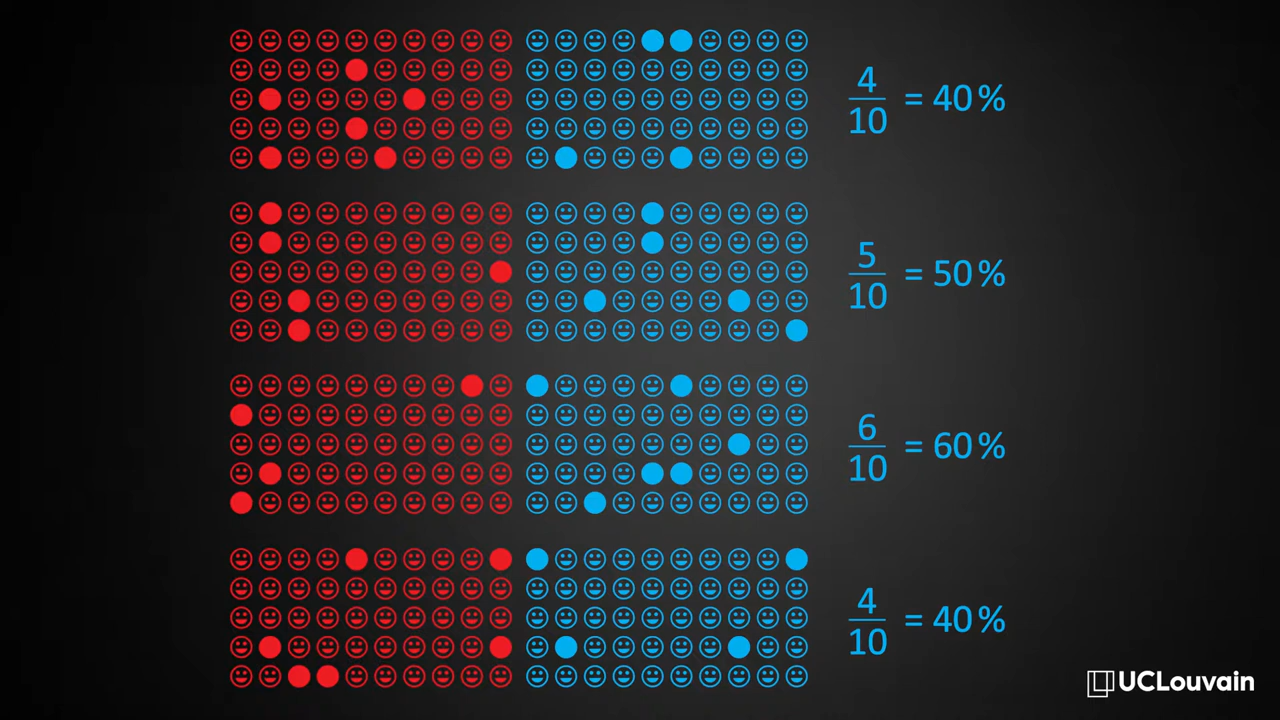 4/10 = 40%
5/10 = 50%
6/10 = 60%
4/10 = 40%
UCLouvain